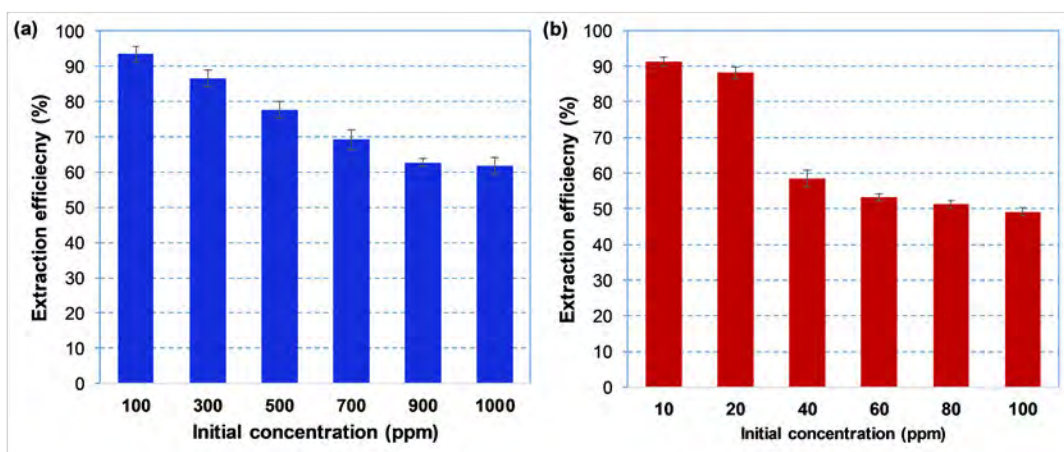 (a)
Extraction efficiecny (%)
100
90
80
70
60
50
40
30
20
10
0
100 300 500 700 900 1000
Initial concentration (ppm)
(b)
Extraction efficiecny (%)
100
90
80
70
60
50
40
30
20
10
0
10 20 40 60 80 100
Initial concentration (ppm)